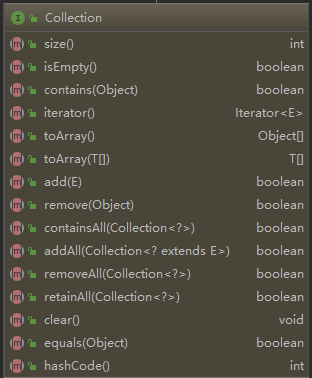 I Collection
m size() int
m isEmpty() boolean
m contains(Object) boolean
m iterator() Iterator<E>
m toArray() Object[]
m toArray(T[]) T[]
m add(E) boolean
m remove(Object) boolean
m containsAll(Collection<?>) boolean
m addAll(Collection<? extends E>) boolean
m removeAll(Collection<?>) boolean
m retainAll(Collection<?>) boolean
m clear() void
m equals(Object) boolean
m hashCode() int